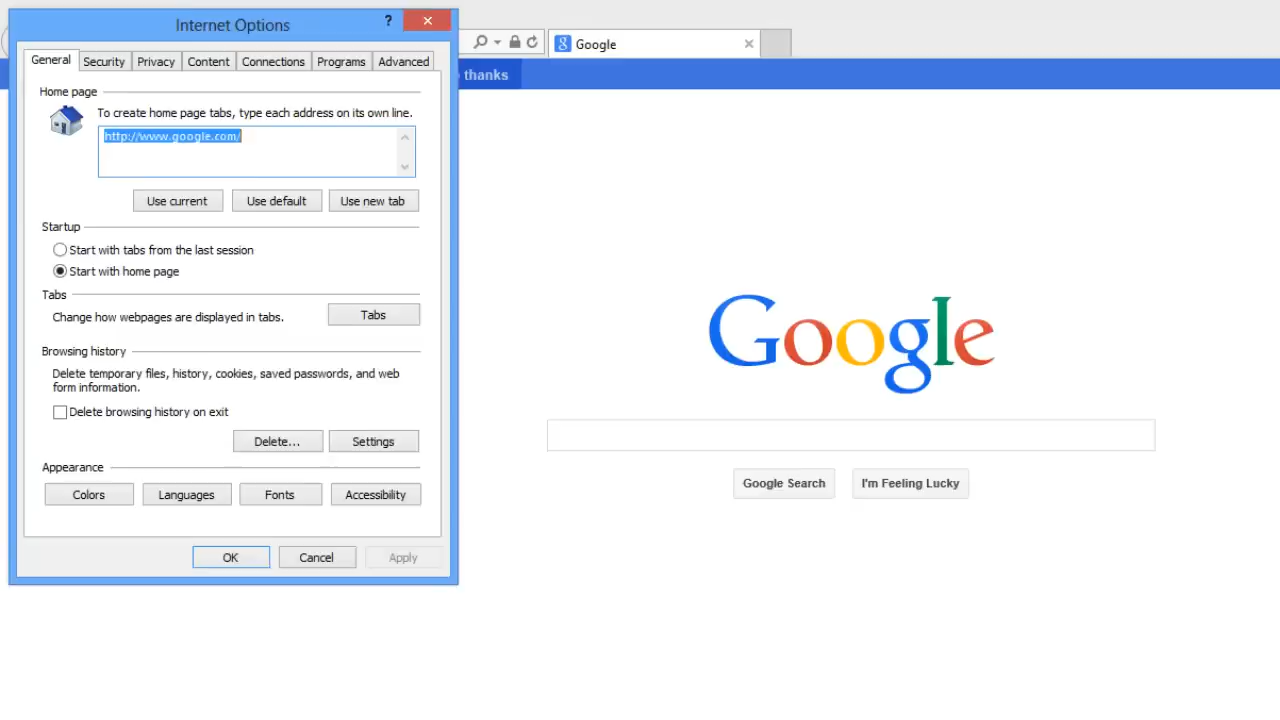 Internet Options
?
General Security Privacy Content Connections Programs Advanced
Home page
To create home page tabs, type each address on its own line.
http://www.google.com/
Use current Use default Use new tab
Startup
Start with tabs from the last session
Start with home page
Tabs
Change how webpages are displayed in tabs.
Tabs
Browsing history
Delete temporary files, history, cookies, saved passwords, and web
form information.
Delete browsing history on exit
Delete... Settings
Appearance
Colors Languages Fonts Accessibility
OK Cancel Apply
8 Google
thanks
Google
Google Search I'm Feeling Lucky